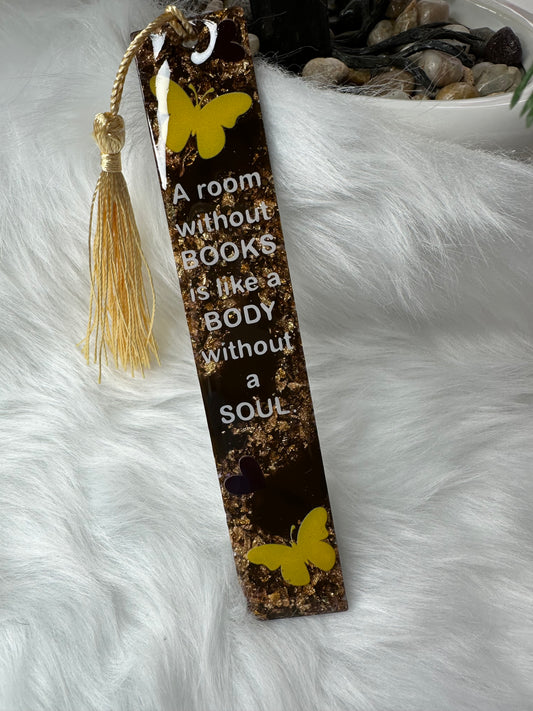 A room
without
BOOKS
is like a
BODY
without
a
SOUL